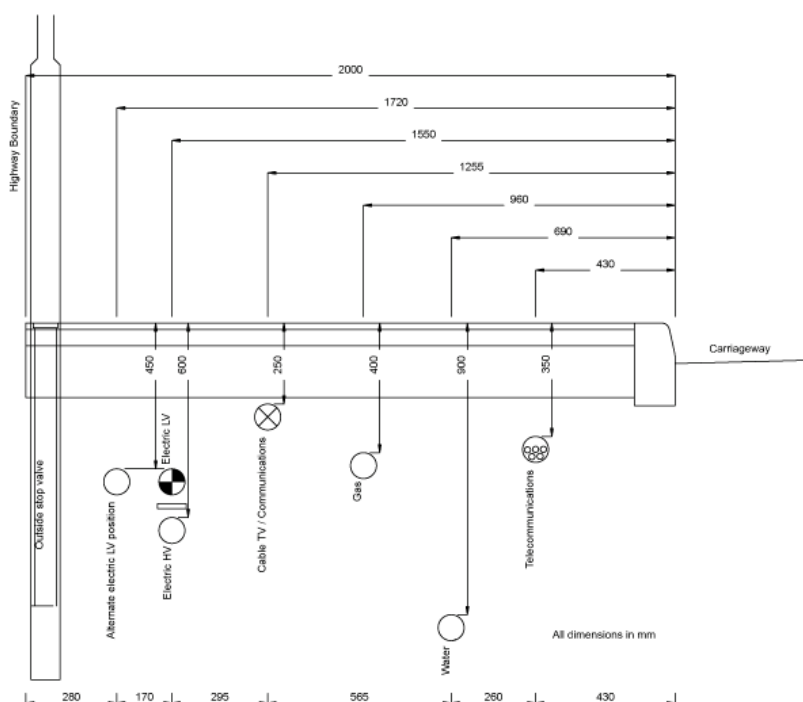 2000
1720
1550
1255
960
690
430
Highway Boundary
Carriageway
450
600
250
400
900
350
Electric LV
Outside stop valve
Alternate electric LV position
Electric HV
Cable TV / Communications
Gas
Water
Telecommunications
All dimensions in mm
280
170
295
565
260
430